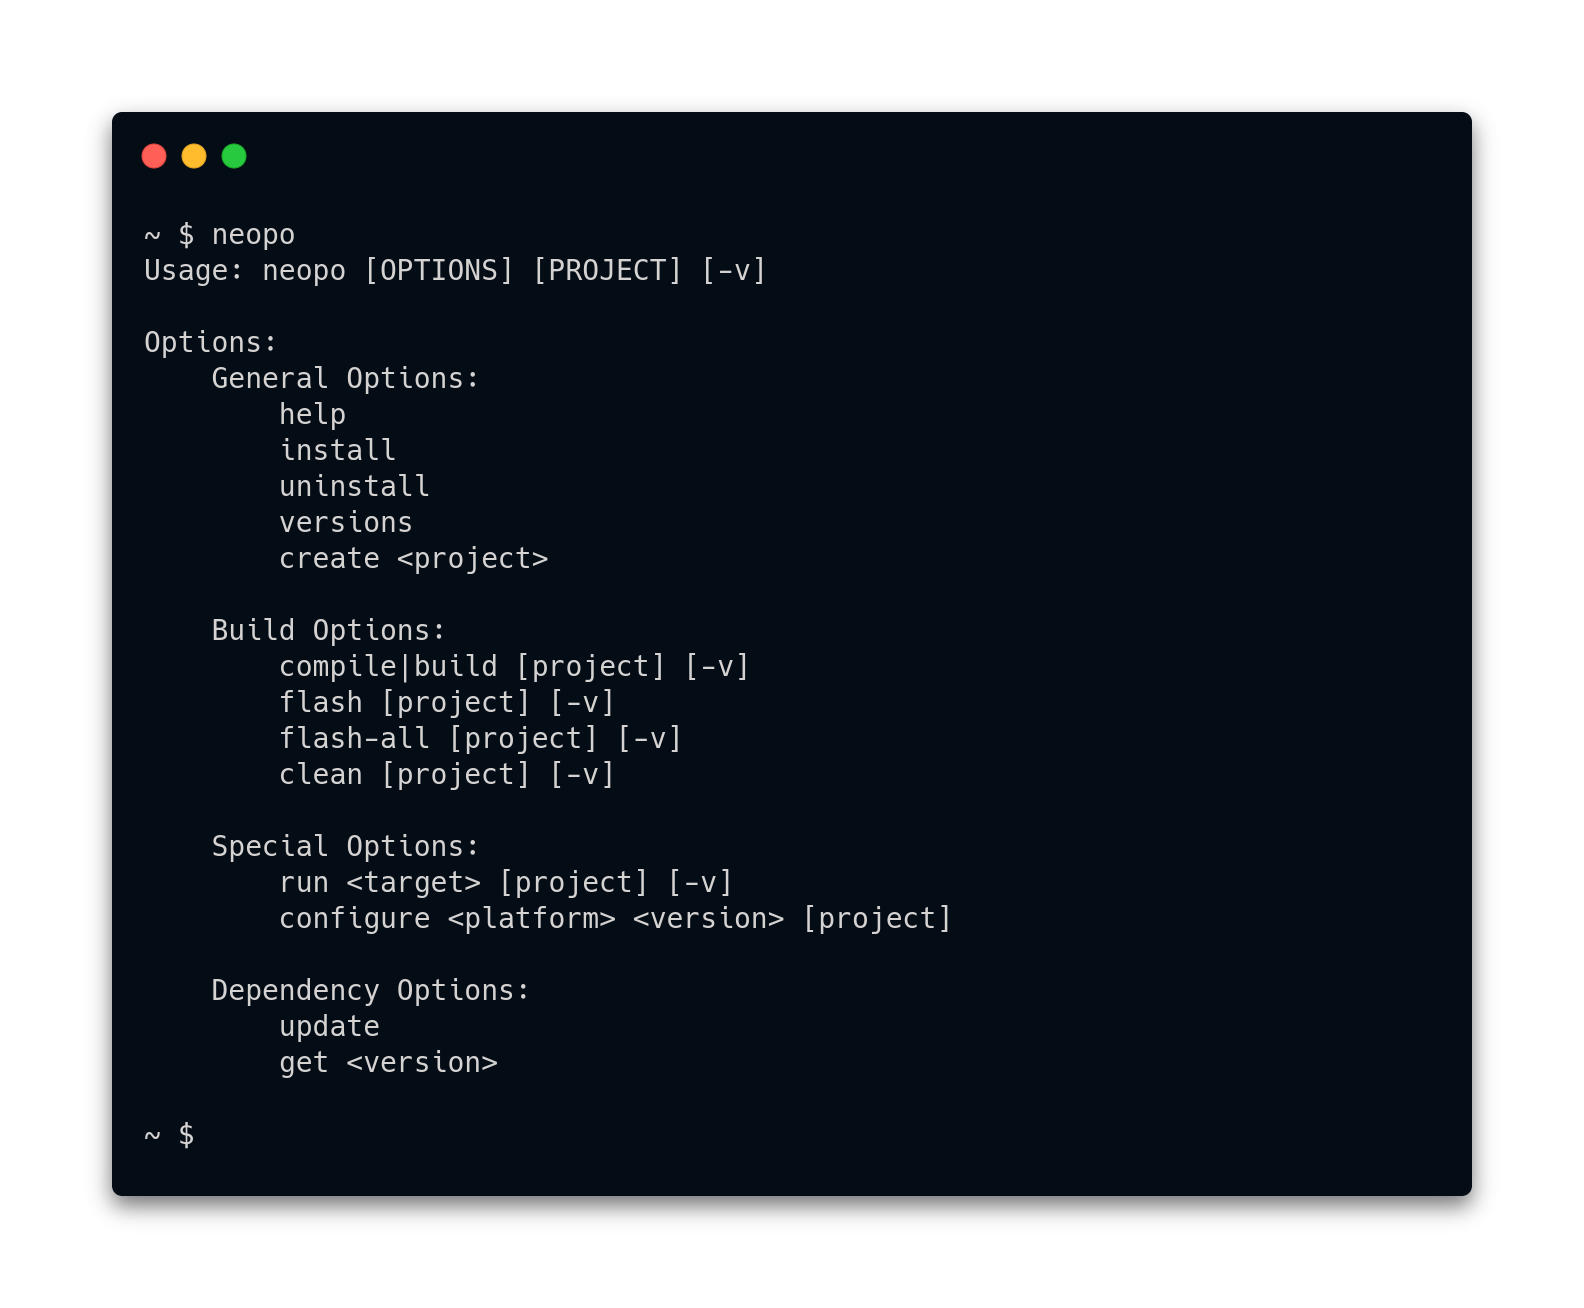 ~ $ neopo
Usage: neopo [OPTIONS] [PROJECT] [-v]

Options:
    General Options:
        help
        install
        uninstall
        versions
        create <project>

    Build Options:
        compile|build [project] [-v]
        flash [project] [-v]
        flash-all [project] [-v]
        clean [project] [-v]

    Special Options:
        run <target> [project] [-v]
        configure <platform> <version> [project]

    Dependency Options:
        update
        get <version>

~ $